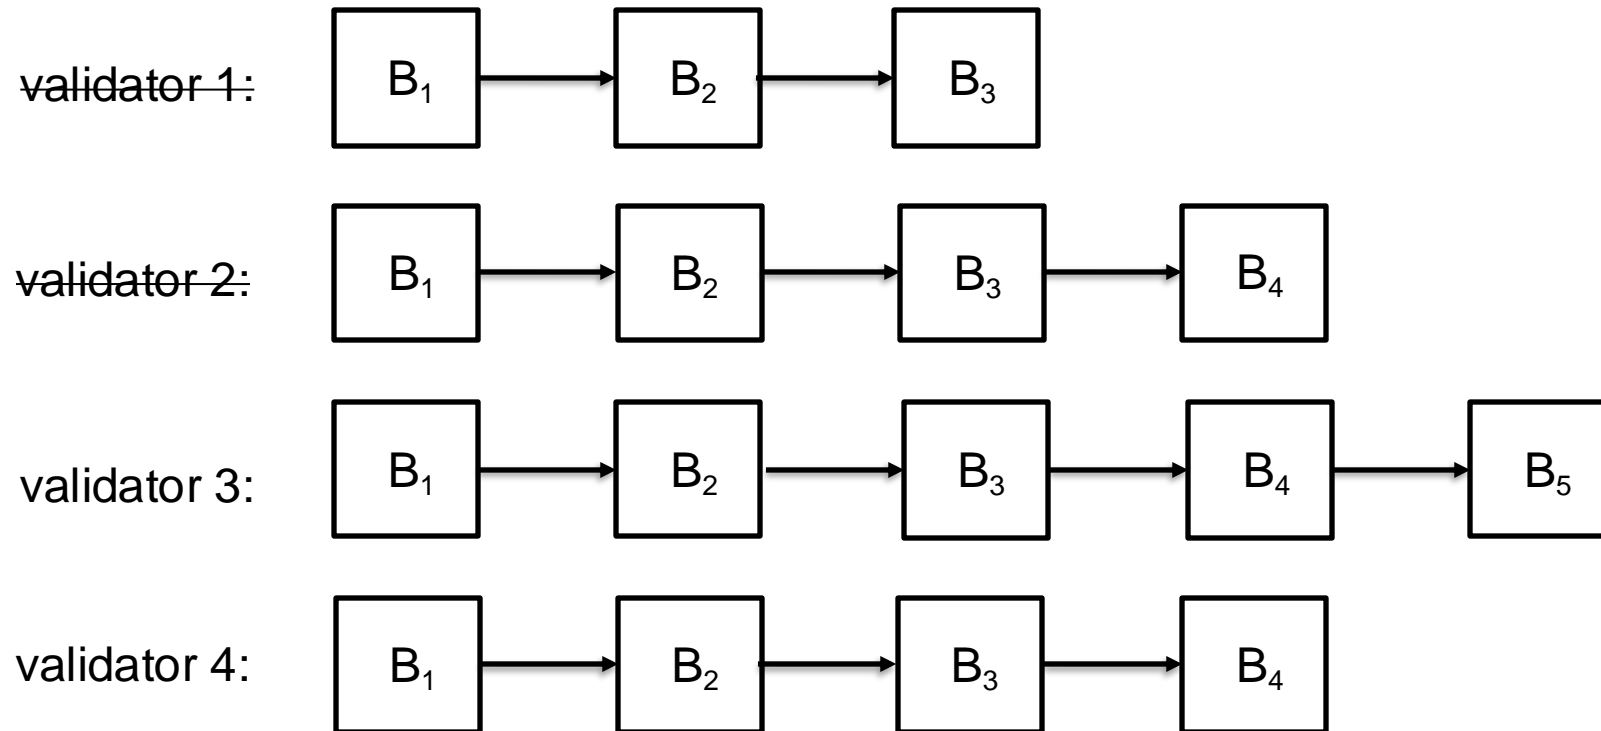 validator 1: B₁ B₂ B₃
validator 2: B₁ B₂ B₃ B₄
validator 3: B₁ B₂ B₃ B₄ B₅
validator 4: B₁ B₂ B₃ B₄